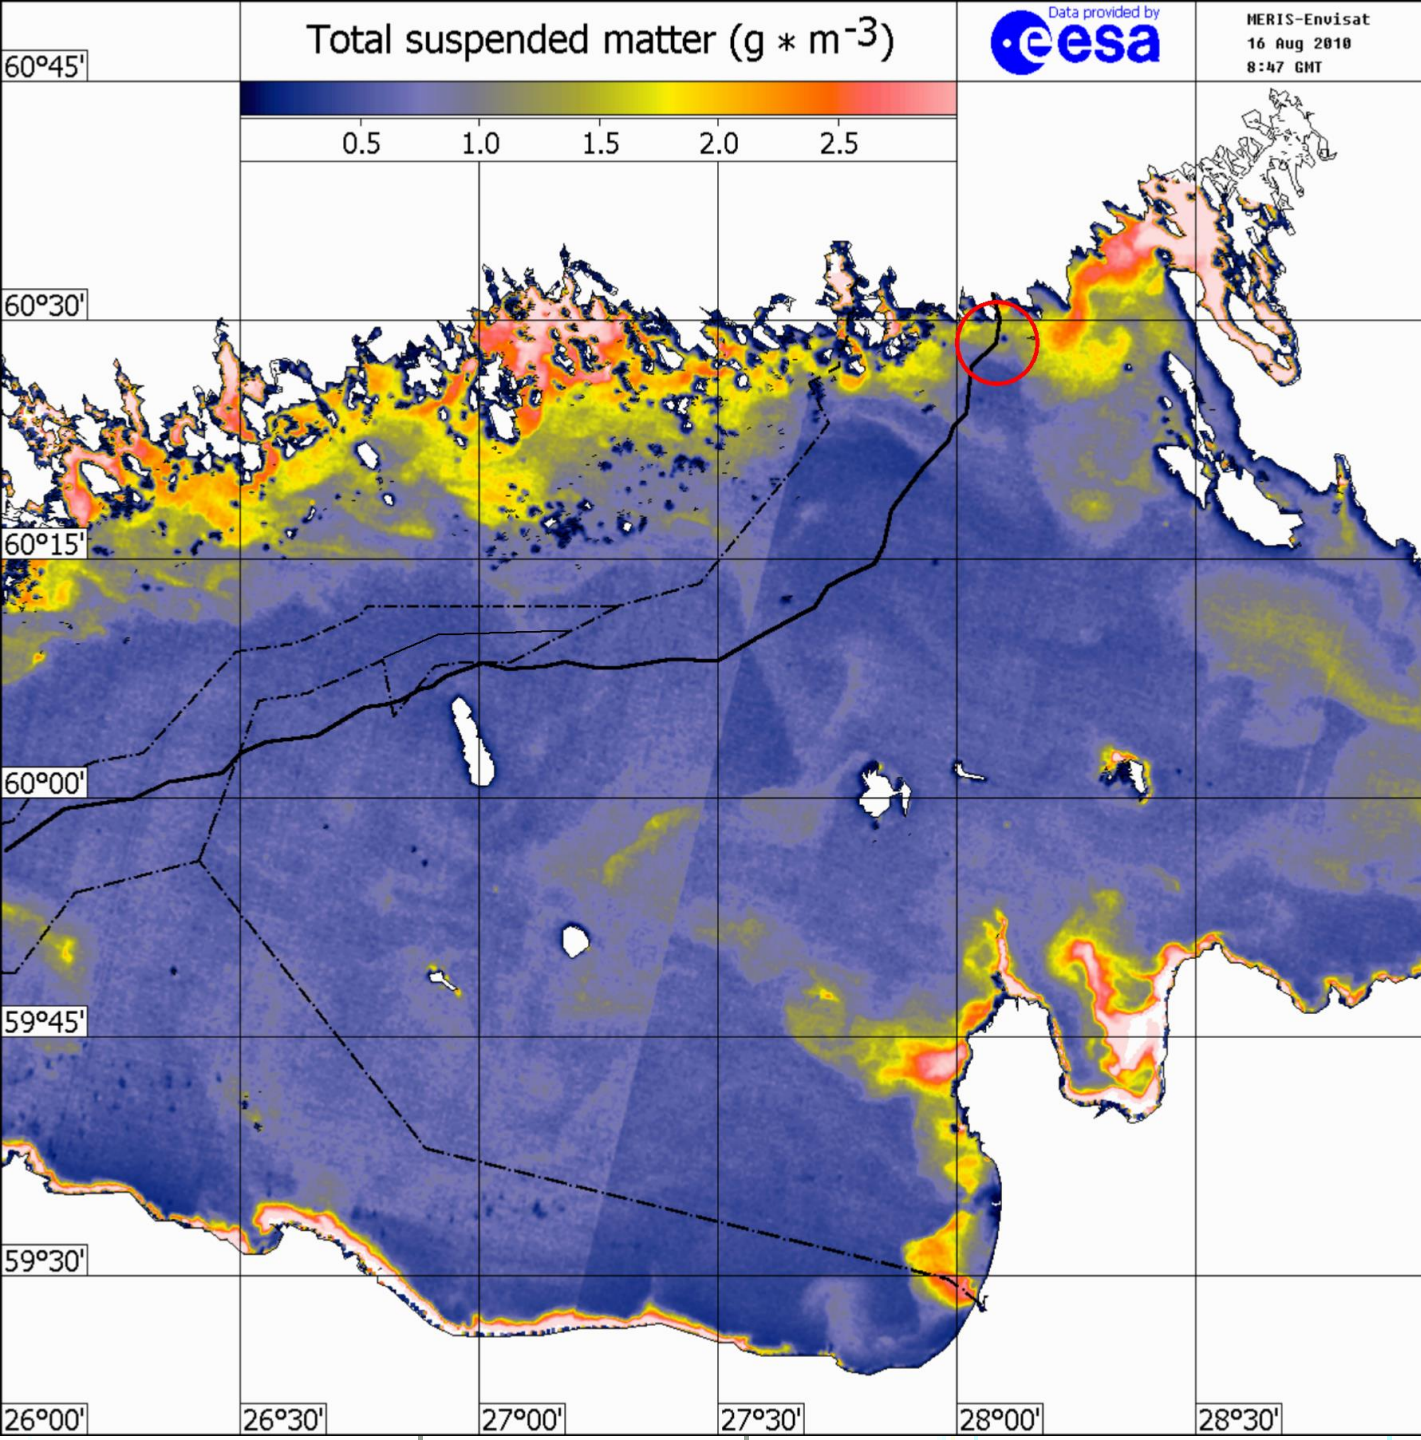 Total suspended matter (g * m-3)
0.5 1.0 1.5 2.0 2.5
Data provided by
esa
MERIS-Envisat
16 Aug 2010
8:47 GMT
60°45'
60°30'
60°15'
60°00'
59°45'
59°30'
26°00' 26°30' 27°00' 27°30' 28°00' 28°30'